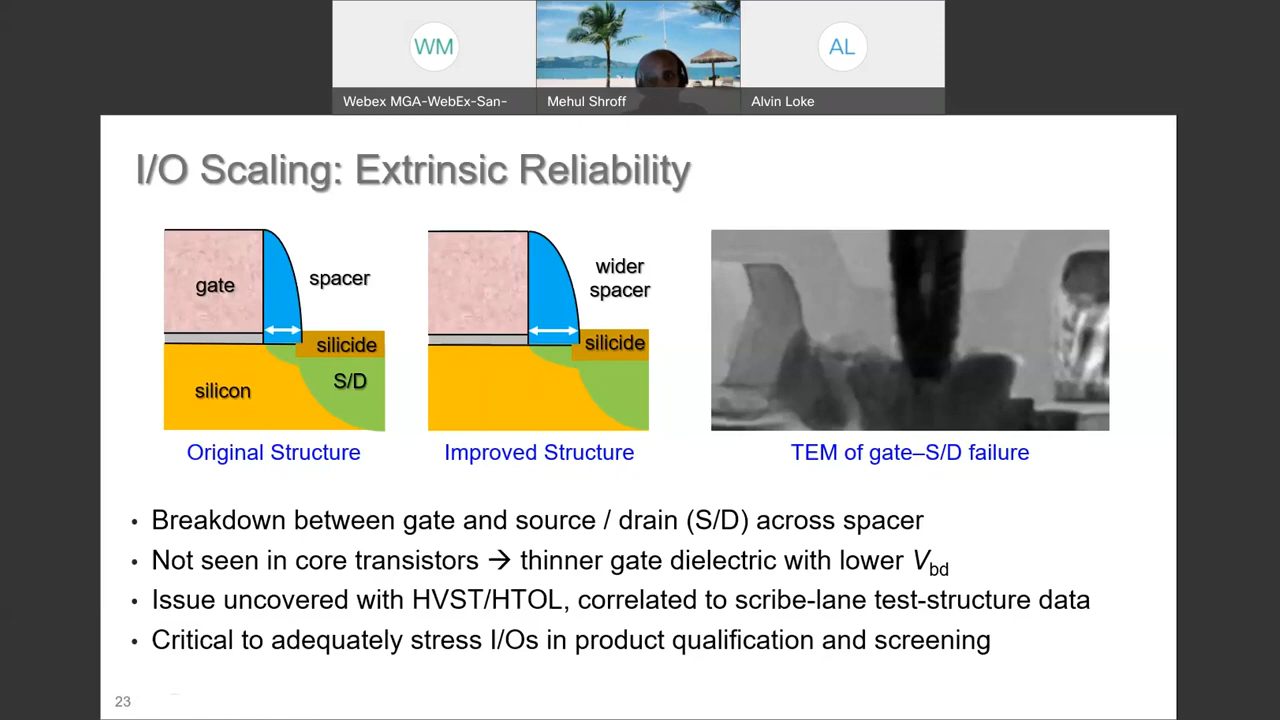 WM
AL
Webex MGA-WebEx-San-
Mehul Shroff
Alvin Loke
I/O Scaling: Extrinsic Reliability
gate
spacer
silicide
S/D
silicon
wider
spacer
silicide
Original Structure
Improved Structure
TEM of gate–S/D failure
• Breakdown between gate and source / drain (S/D) across spacer
• Not seen in core transistors → thinner gate dielectric with lower Vbd
• Issue uncovered with HVST/HTOL, correlated to scribe-lane test-structure data
• Critical to adequately stress I/Os in product qualification and screening
23